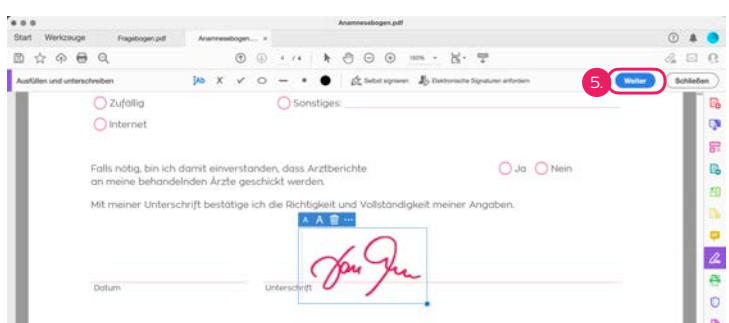 Anamnesebogen.pdf
Start Werkzeuge Fragebogen.pdf Anamnesebogen.... ×
4 / 4
Ausfüllen und unterschreiben Ab X Selbst signieren Elektronische Signaturen anfordern 5. Weiter Schließen
Zufällig Sonstiges:
Internet
Falls nötig, bin ich damit einverstanden, dass Arztberichte Ja Nein
an meine behandelnden Ärzte geschickt werden.
Mit meiner Unterschrift bestätige ich die Richtigkeit und Vollständigkeit meiner Angaben.
A A
Datum Unterschrift